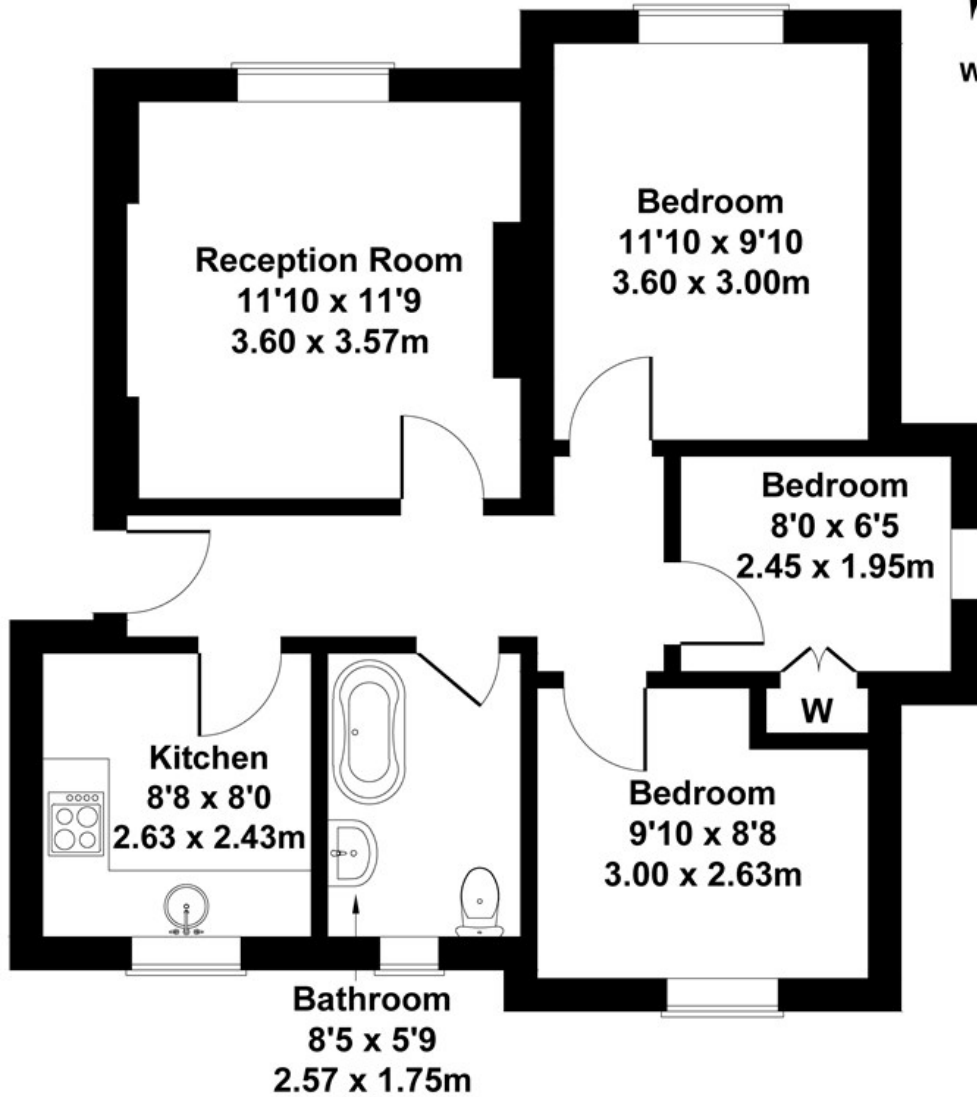 W
Bedroom
11'10 x 9'10
3.60 x 3.00m
Reception Room
11'10 x 11'9
3.60 x 3.57m
Bedroom
8'0 x 6'5
2.45 x 1.95m
W
Kitchen
8'8 x 8'0
2.63 x 2.43m
Bedroom
9'10 x 8'8
3.00 x 2.63m
Bathroom
8'5 x 5'9
2.57 x 1.75m